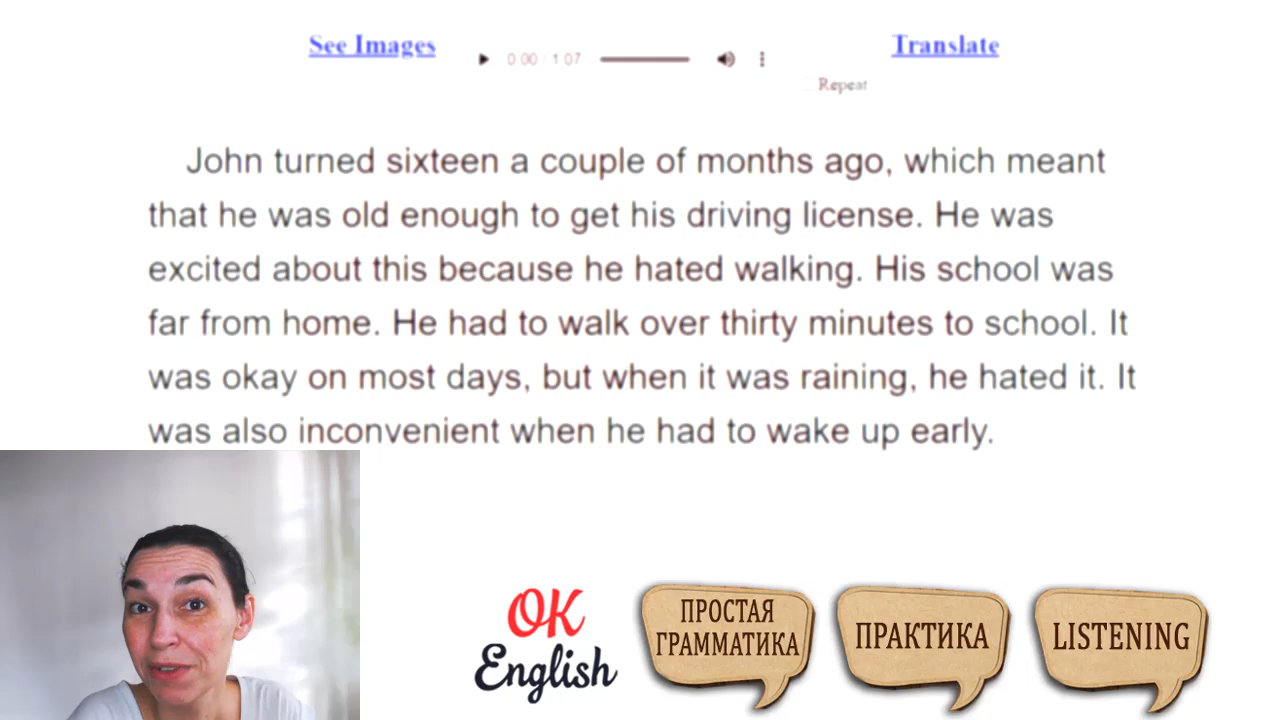 See Images
0:00 / 1:07
Translate
Repeat
John turned sixteen a couple of months ago, which meant
that he was old enough to get his driving license. He was
excited about this because he hated walking. His school was
far from home. He had to walk over thirty minutes to school. It
was okay on most days, but when it was raining, he hated it. It
was also inconvenient when he had to wake up early.
OK
English
ПРОСТАЯ
ГРАММАТИКА
ПРАКТИКА
LISTENING